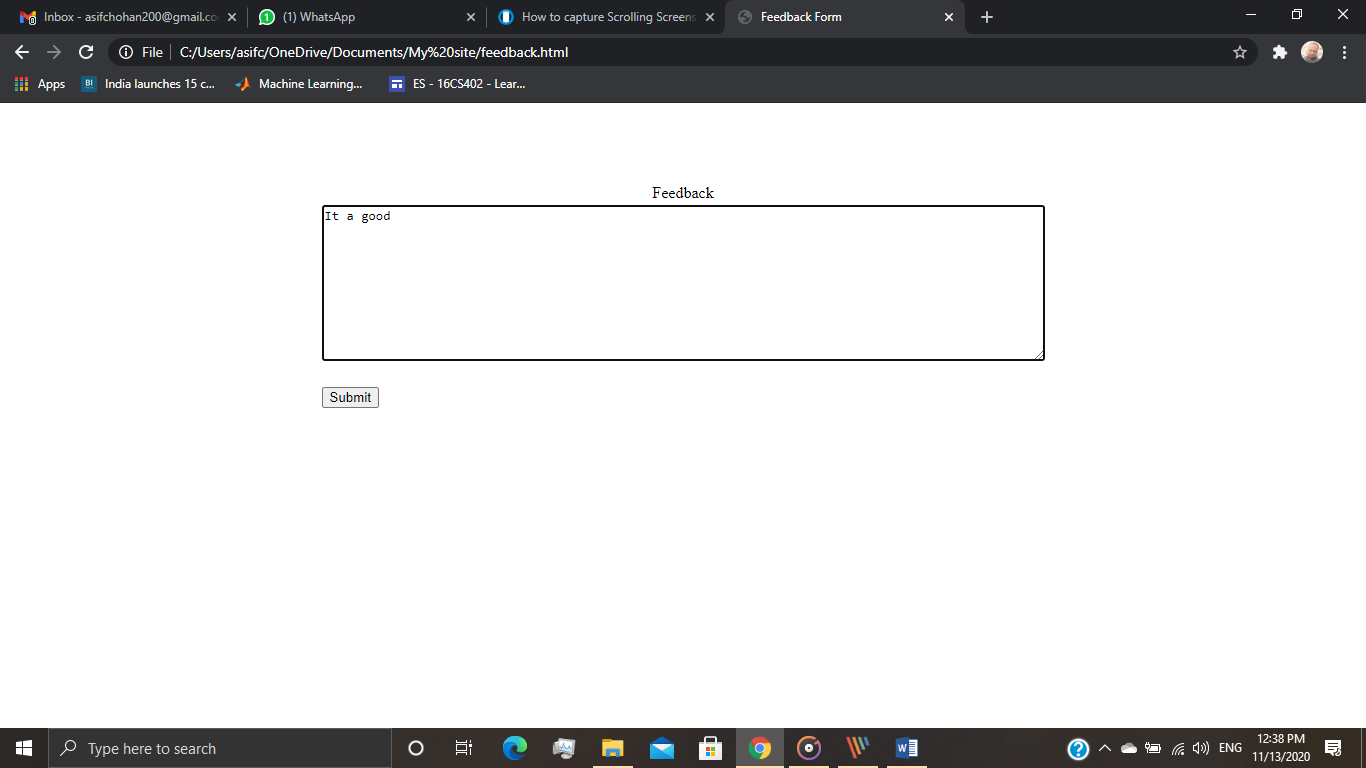 Inbox - asifchohan200@gmail.co
(1) WhatsApp
How to capture Scrolling Screens
Feedback Form
File
C:/Users/asifc/OneDrive/Documents/My%20site/feedback.html
Apps
BI
India launches 15 c...
Machine Learning...
ES - 16CS402 - Lear...
Feedback
It a good
Submit
Type here to search
ENG
12:38 PM
11/13/2020